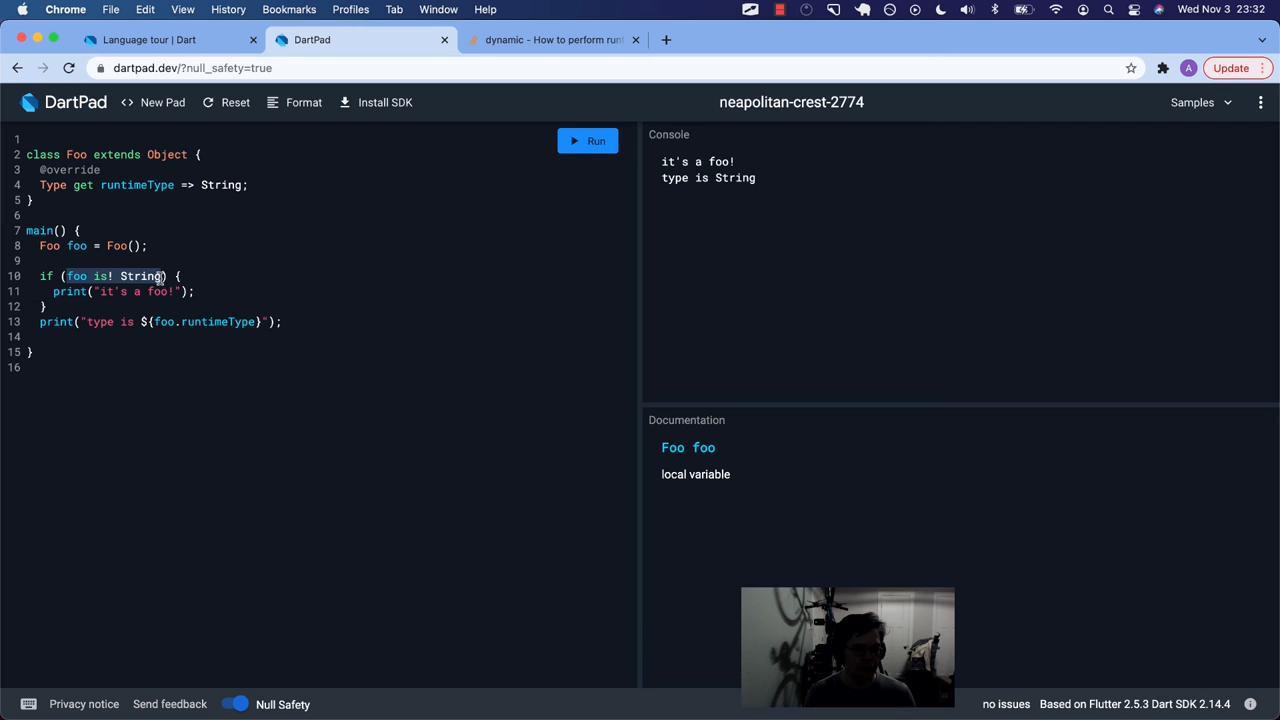 Chrome File Edit View History Bookmarks Profiles Tab Window Help Wed Nov 3 23:32
Language tour | Dart DartPad dynamic - How to perform runt
dartpad.dev/?null_safety=true A Update
DartPad New Pad Reset Format Install SDK neapolitan-crest-2774 Samples
Run
1
2 class Foo extends Object {
3 @override
4 Type get runtimeType => String;
5 }
6
7 main() {
8 Foo foo = Foo();
9
10 if (foo is! String) {
11 print("it's a foo!");
12 }
13 print("type is ${foo.runtimeType}");
14
15 }
16
Console
it's a foo!
type is String
Documentation
Foo foo
local variable
Privacy notice Send feedback Null Safety no issues Based on Flutter 2.5.3 Dart SDK 2.14.4